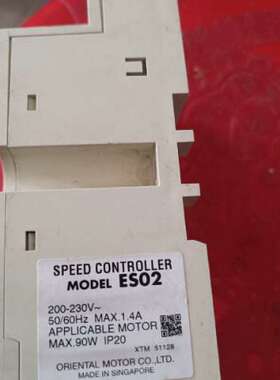 SPEED CONTROLLER
MODEL ES02
200-230V~
50/60Hz MAX.1.4A
APPLICABLE MOTOR
MAX.90W IP20
XTM 51128
ORIENTAL MOTOR CO.,LTD.
MADE IN SINGAPORE